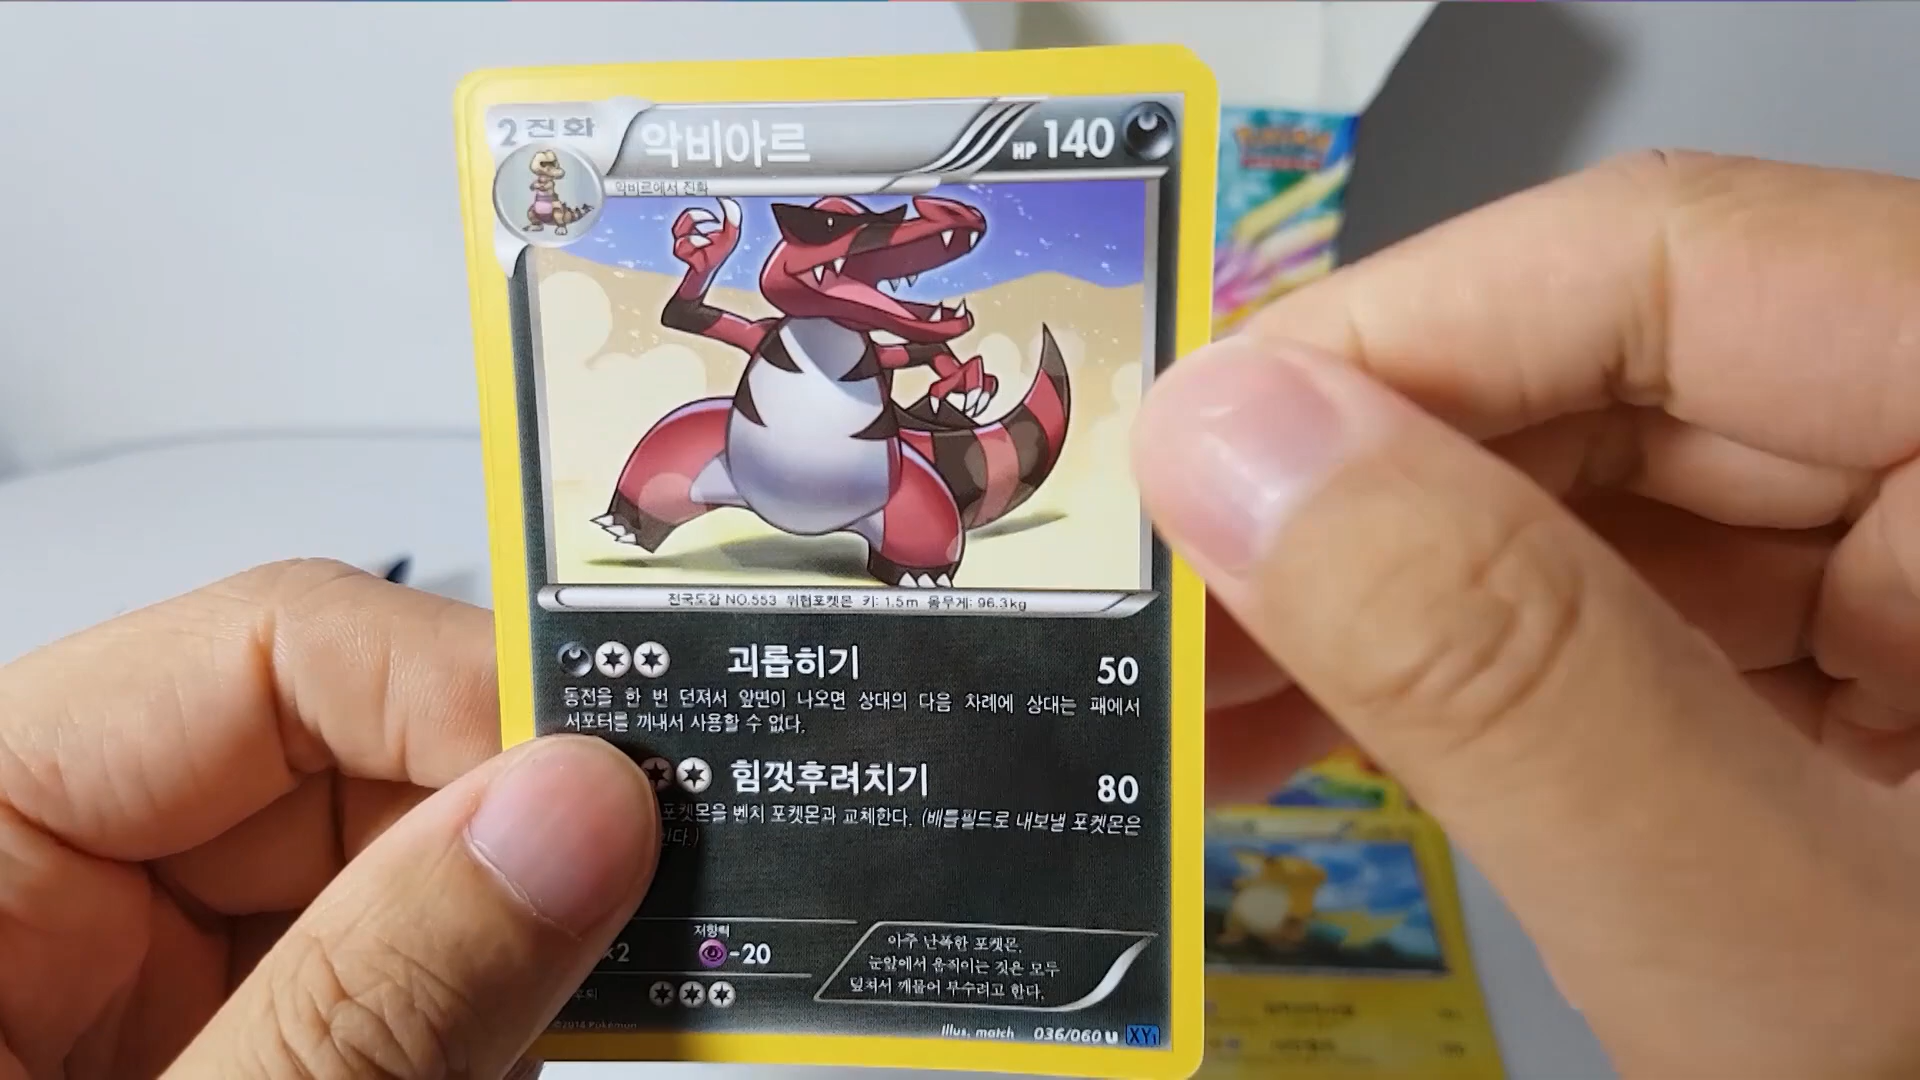 2진화
악비아르
HP 140
악비르에서 진화
전국도감 NO.553 위협포켓몬 키: 1.5m 몸무게: 96.3kg
괴롭히기 50
동전을 한 번 던져서 앞면이 나오면 상대의 다음 차례에 상대는 패에서
서포터를 꺼내서 사용할 수 없다.
힘껏후려치기 80
포켓몬을 벤치 포켓몬과 교체한다. (배틀필드로 내보낼 포켓몬은
한다.)
저항력
×2 -20
후퇴
아주 난폭한 포켓몬.
눈앞에서 움직이는 것은 모두
덮쳐서 깨물어 부수려고 한다.
©2014 Pokémon
Illus. match 036/060 U XY1